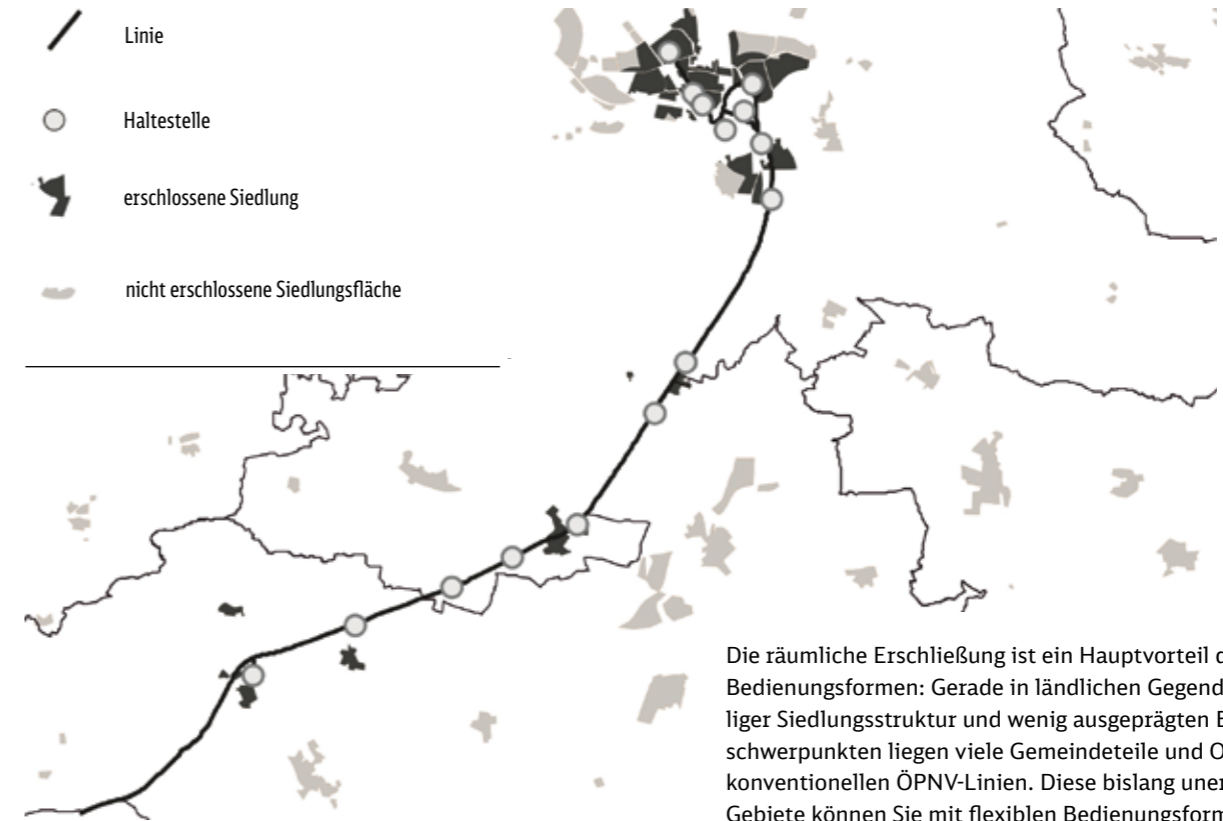 Linie
Haltestelle
erschlossene Siedlung
nicht erschlossene Siedlungsfläche
Die räumliche Erschließung ist ein Hauptvorteil
Bedienungsformen: Gerade in ländlichen Gegend
liger Siedlungsstruktur und wenig ausgeprägten
schwerpunkten liegen viele Gemeindeteile und
konventionellen ÖPNV-Linien. Diese bislang uner
Gebiete können Sie mit flexiblen Bedienungsform